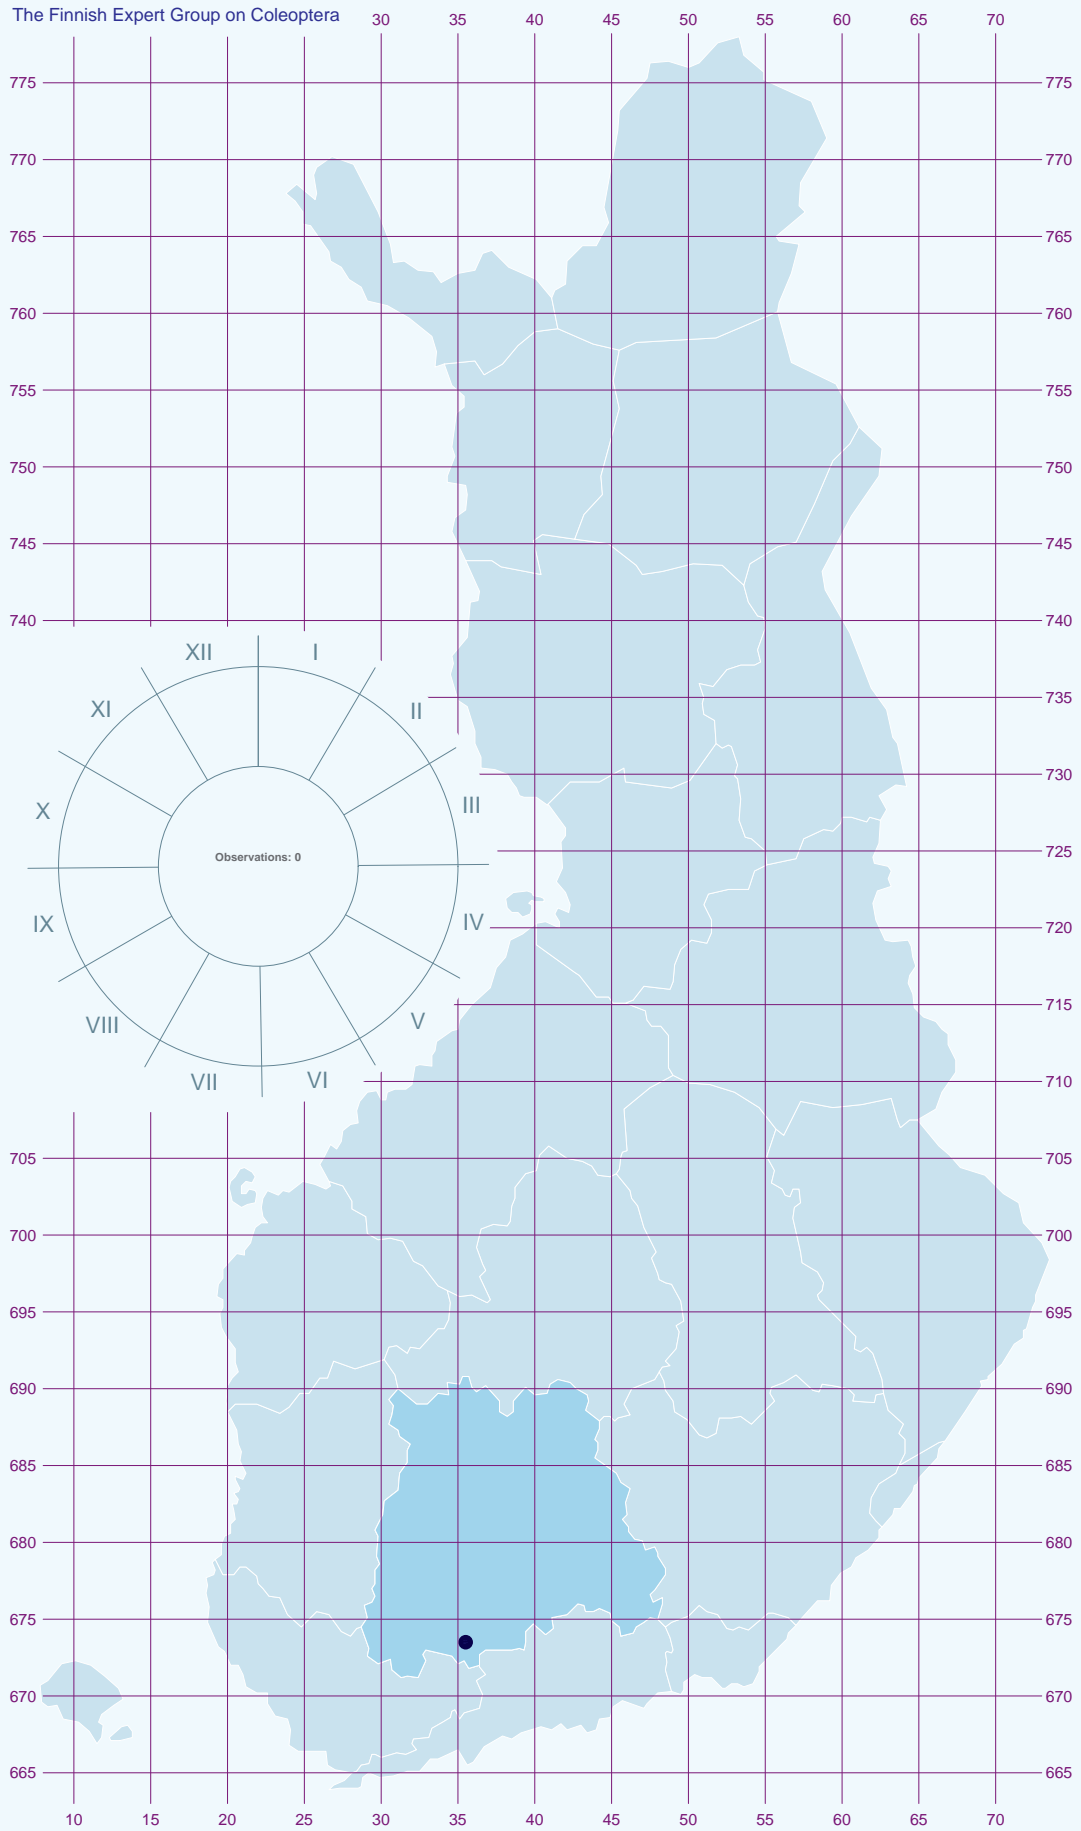 The Finnish Expert Group on Coleoptera 30 35 40 45 50 55 60 65 70
775 775
770 770
765 765
760 760
755 755
750 750
745 745
740 740
XII I
XI II
735
730
X III
Observations: 0
725
IX IV 720
715
VIII V
VII VI
710
705 705
700 700
695 695
690 690
685 685
680 680
675 675
670 670
665 665
10 15 20 25 30 35 40 45 50 55 60 65 70